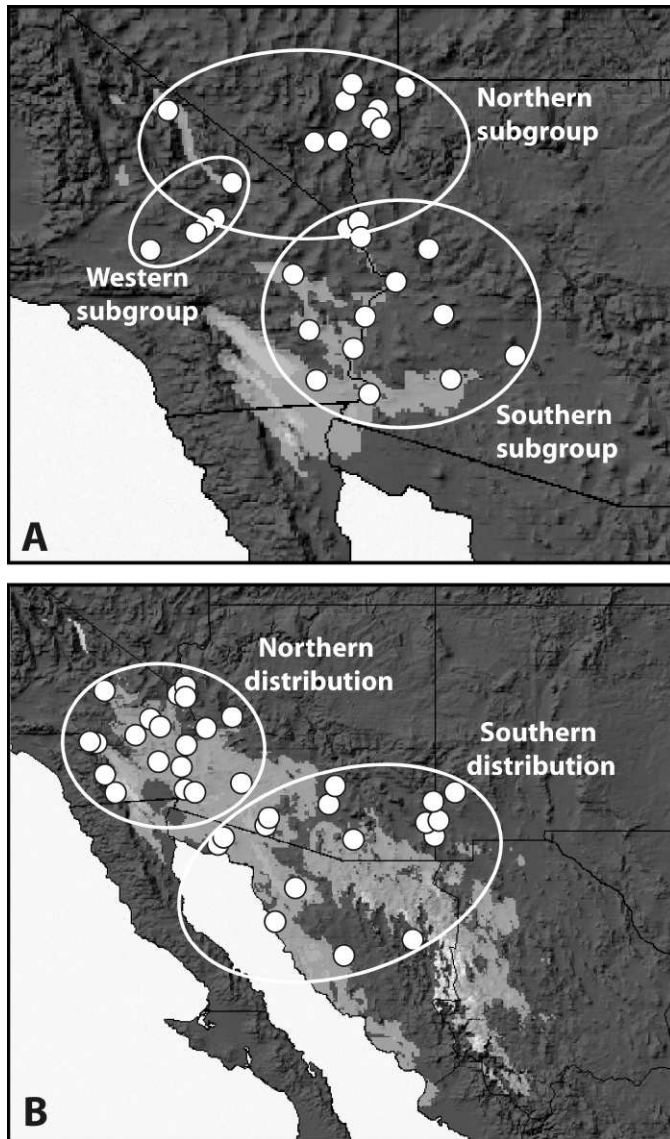 Northern
subgroup
Western
subgroup
Southern
subgroup
A
Northern
distribution
Southern
distribution
B